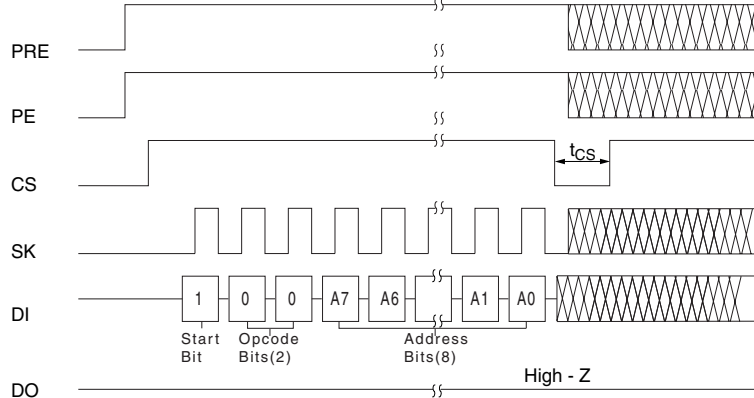 PRE
PE
CS
tCS
SK
DI
1 0 0 A7 A6 A1 A0
Start Opcode Address
Bit Bits(2) Bits(8)
DO
High - Z